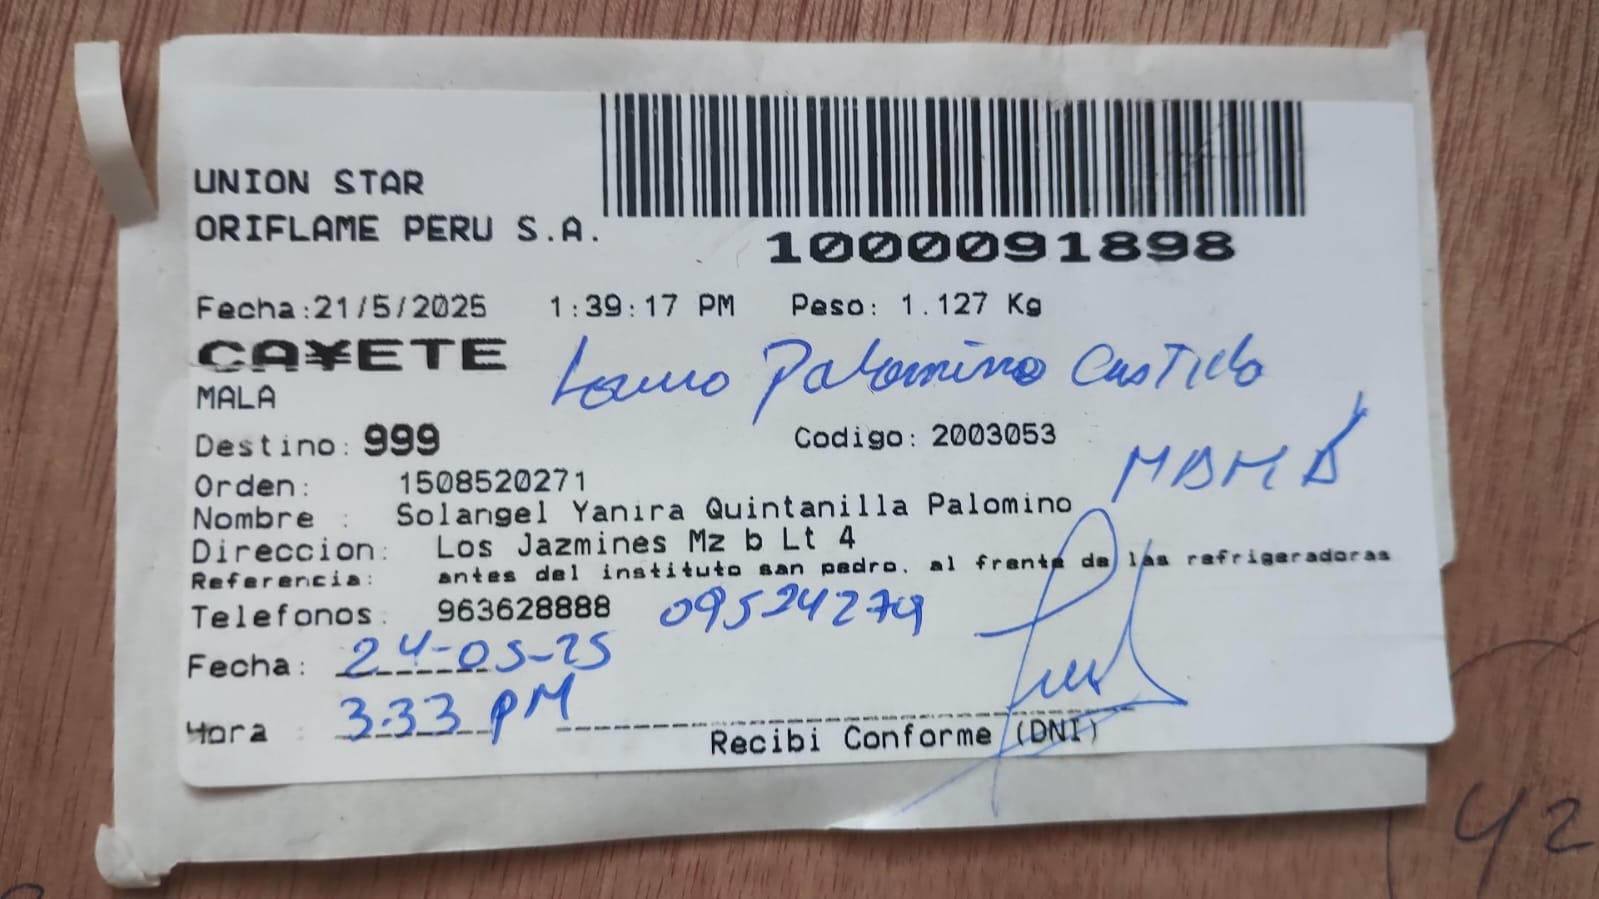 UNION STAR
ORIFLAME PERU S.A.
1000091898
Fecha:21/5/2025 1:39:17 PM Peso: 1.127 Kg
CA¥ETE
Palomino Castillo
MALA
Destino: 999 Codigo: 2003053
MAMÁ
Orden: 1508520271
Nombre : Solangel Yanira Quintanilla Palomino
Direccion: Los Jazmines Mz b Lt 4
Referencia: antes del instituto san pedro, al frente de las refrigeradoras
Telefonos: 963628888 09524279
Fecha: 24-05-25
Hora : 3:33 PM
Recibi Conforme (DNI)
42